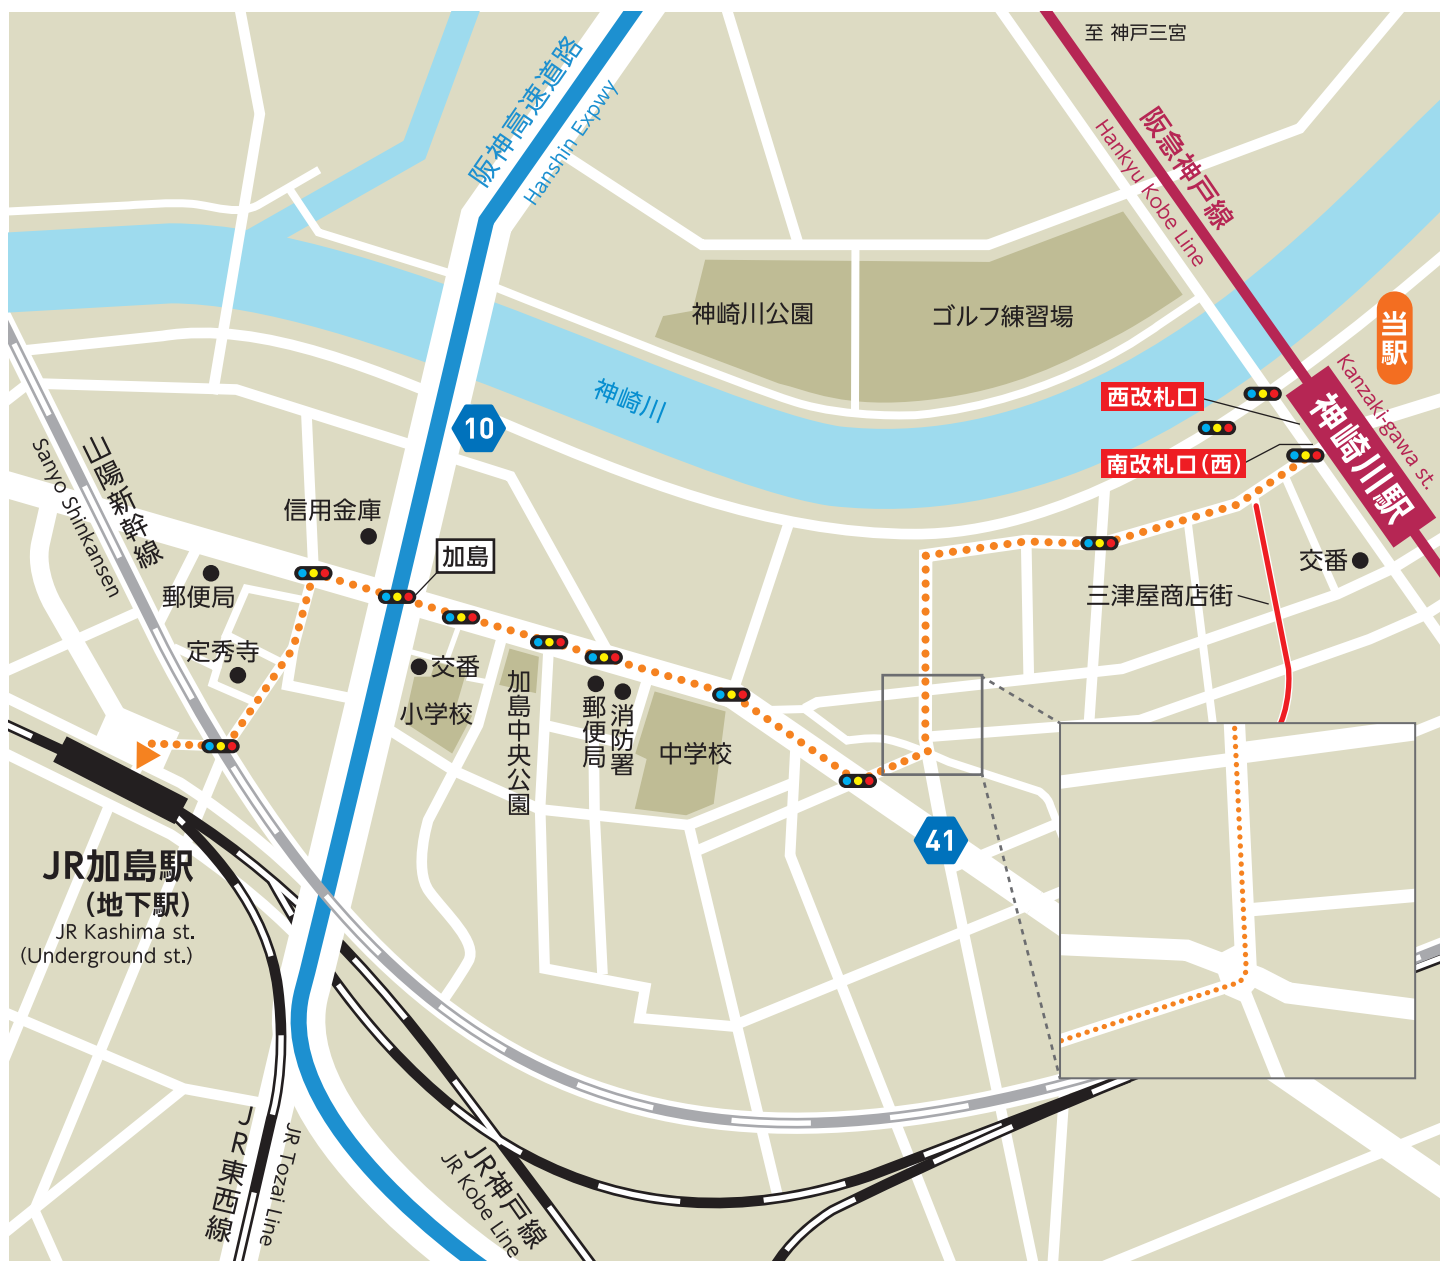 至 神戸三宮
阪神高速道路
Hanshin Expwy
阪急神戸線
Hankyu Kobe Line
神崎川公園
ゴルフ練習場
当駅
神崎川
西改札口
南改札口(西)
神崎川駅
Kanzaki-gawa st.
10
山陽新幹線
Sanyo Shinkansen
信用金庫
加島
交番
郵便局
三津屋商店街
定秀寺
交番
小学校
加島中央公園
郵便局
消防署
中学校
41
JR加島駅
(地下駅)
JR Kashima st.
(Underground st.)
JR東西線
JR Tozai Line
JR神戸線
JR Kobe Line